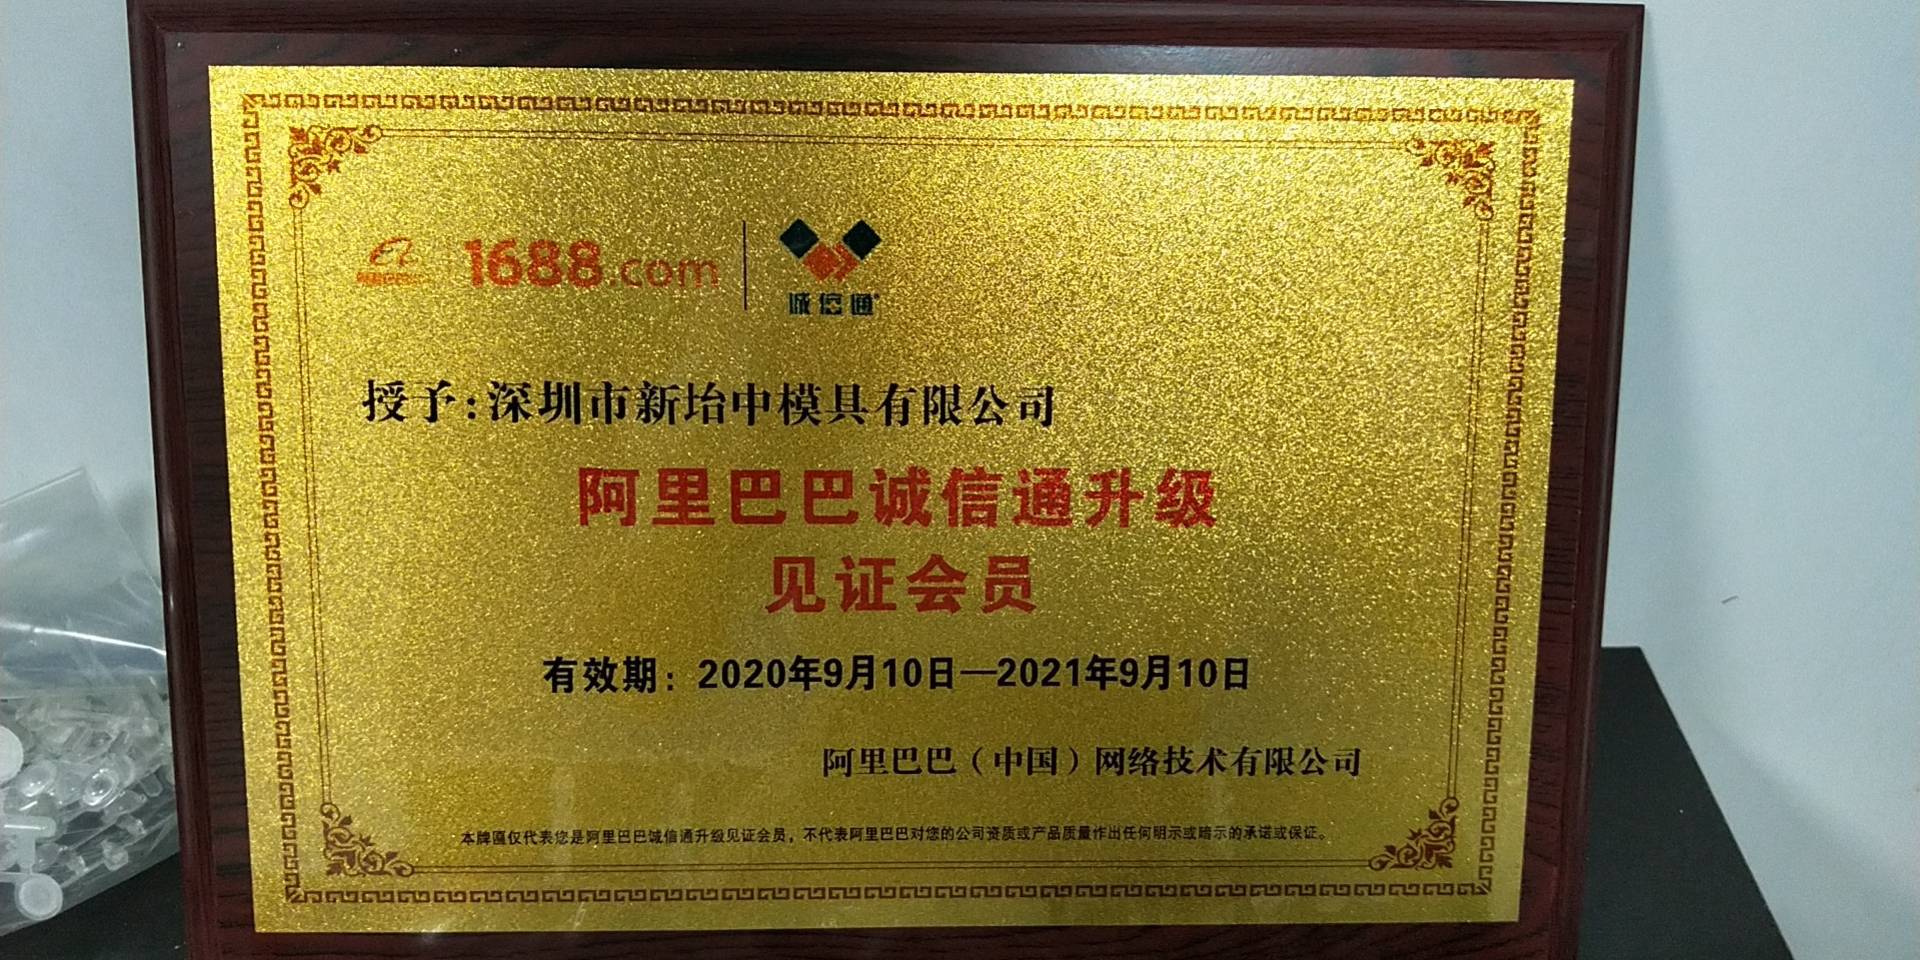 1688.com
诚信通
授予:深圳市新坮中模具有限公司
阿里巴巴诚信通升级
见证会员
有效期: 2020年9月10日—2021年9月10日
阿里巴巴(中国)网络技术有限公司
本牌匾仅代表您是阿里巴巴诚信通升级见证会员，不代表阿里巴巴对您的公司资质或产品质量作出任何明示或暗示的承诺或保证。